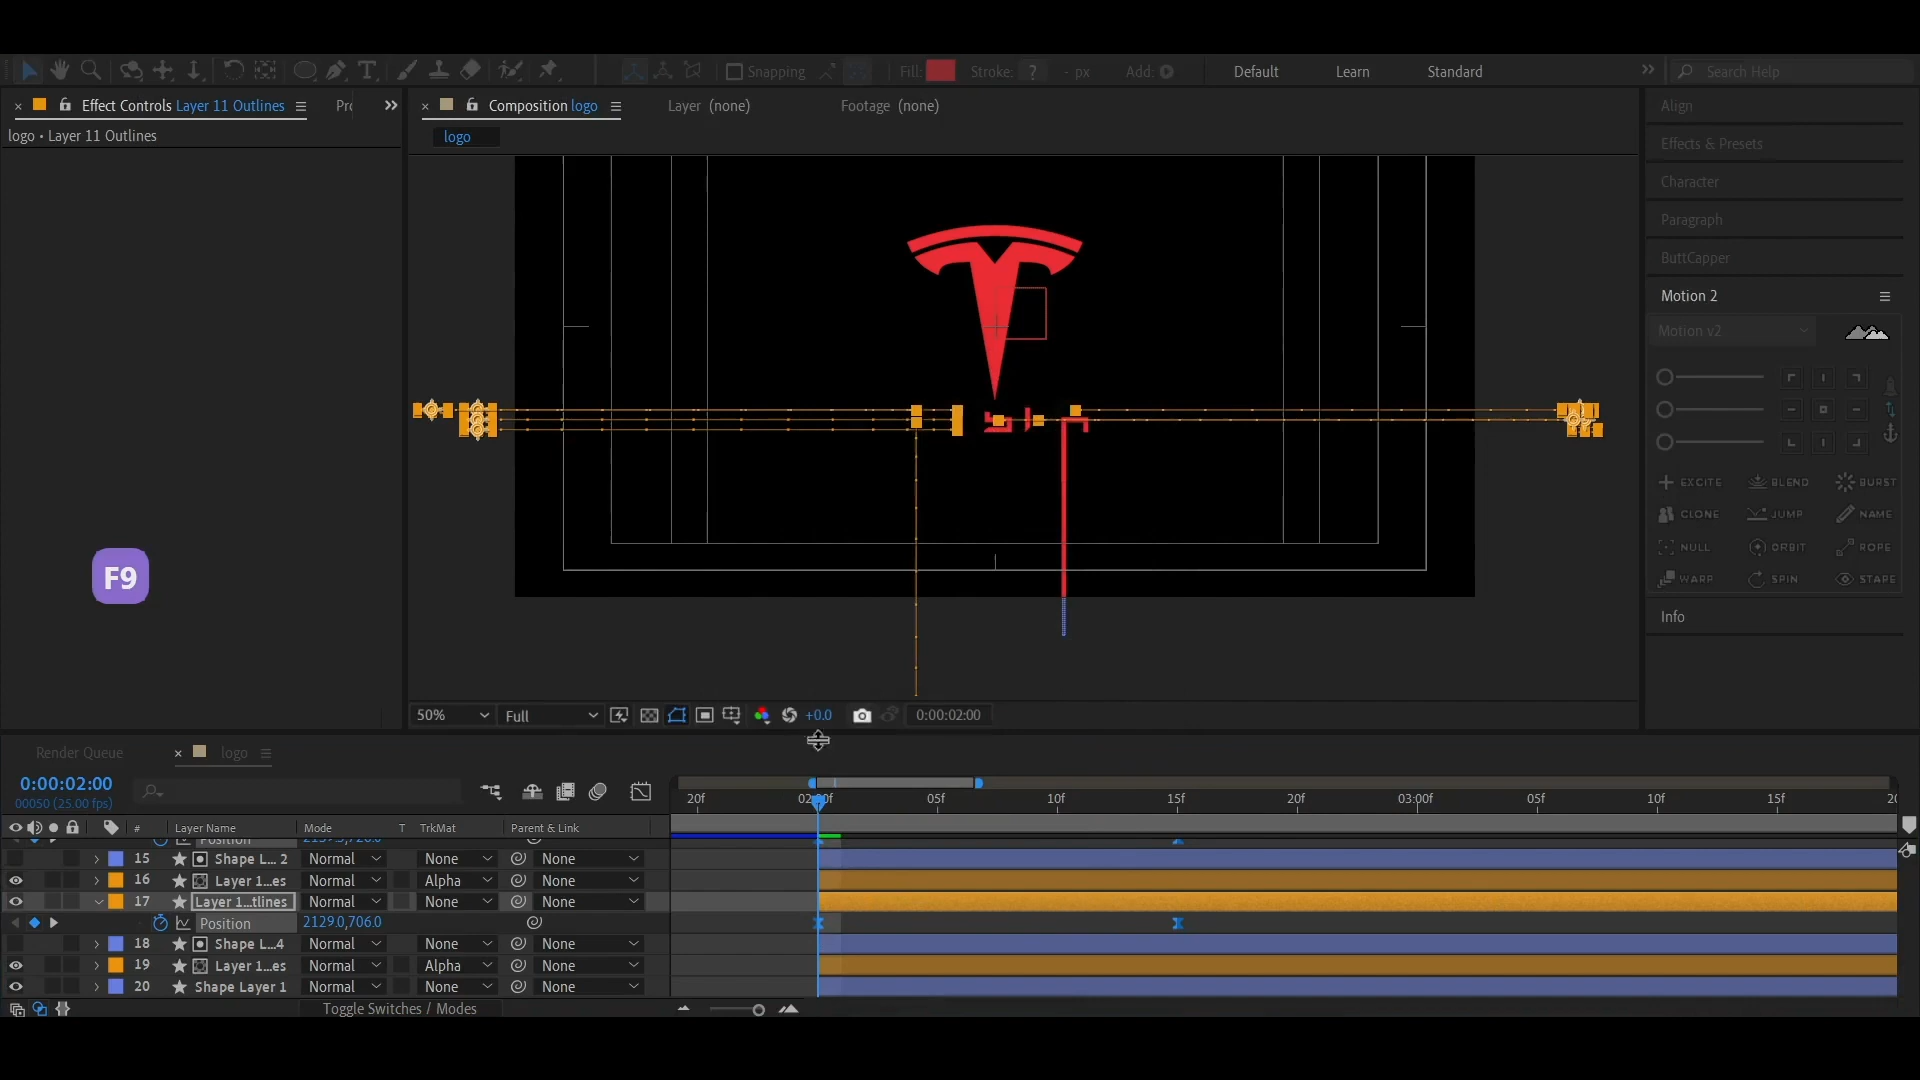 Snapping
Fill:
Stroke: ?
- px
Add:
Default
Learn
Standard
Search Help
Effect Controls Layer 11 Outlines
Composition logo
Layer (none)
Footage (none)
logo • Layer 11 Outlines
logo
Align
Effects & Presets
Character
Paragraph
ButtCapper
Motion 2
Motion v2
EXCITE
BLEND
BURST
CLONE
JUMP
NAME
NULL
ORBIT
ROPE
WARP
SPIN
STARE
Info
F9
50%
Full
+0.0
0:00:02:00
Render Queue
logo
0:00:02:00
00050 (25.00 fps)
20f
05f
10f
15f
20f
03:00f
05f
10f
15f
#
Layer Name
Mode
T
TrkMat
Parent & Link
15 Shape L... 2 Normal None None
16 Layer 1...es Normal Alpha None
17 Layer 1...tlines Normal None None
Position 2129.0,706.0
18 Shape L...4 Normal None None
19 Layer 1...es Normal Alpha None
20 Shape Layer 1 Normal None None
Toggle Switches / Modes